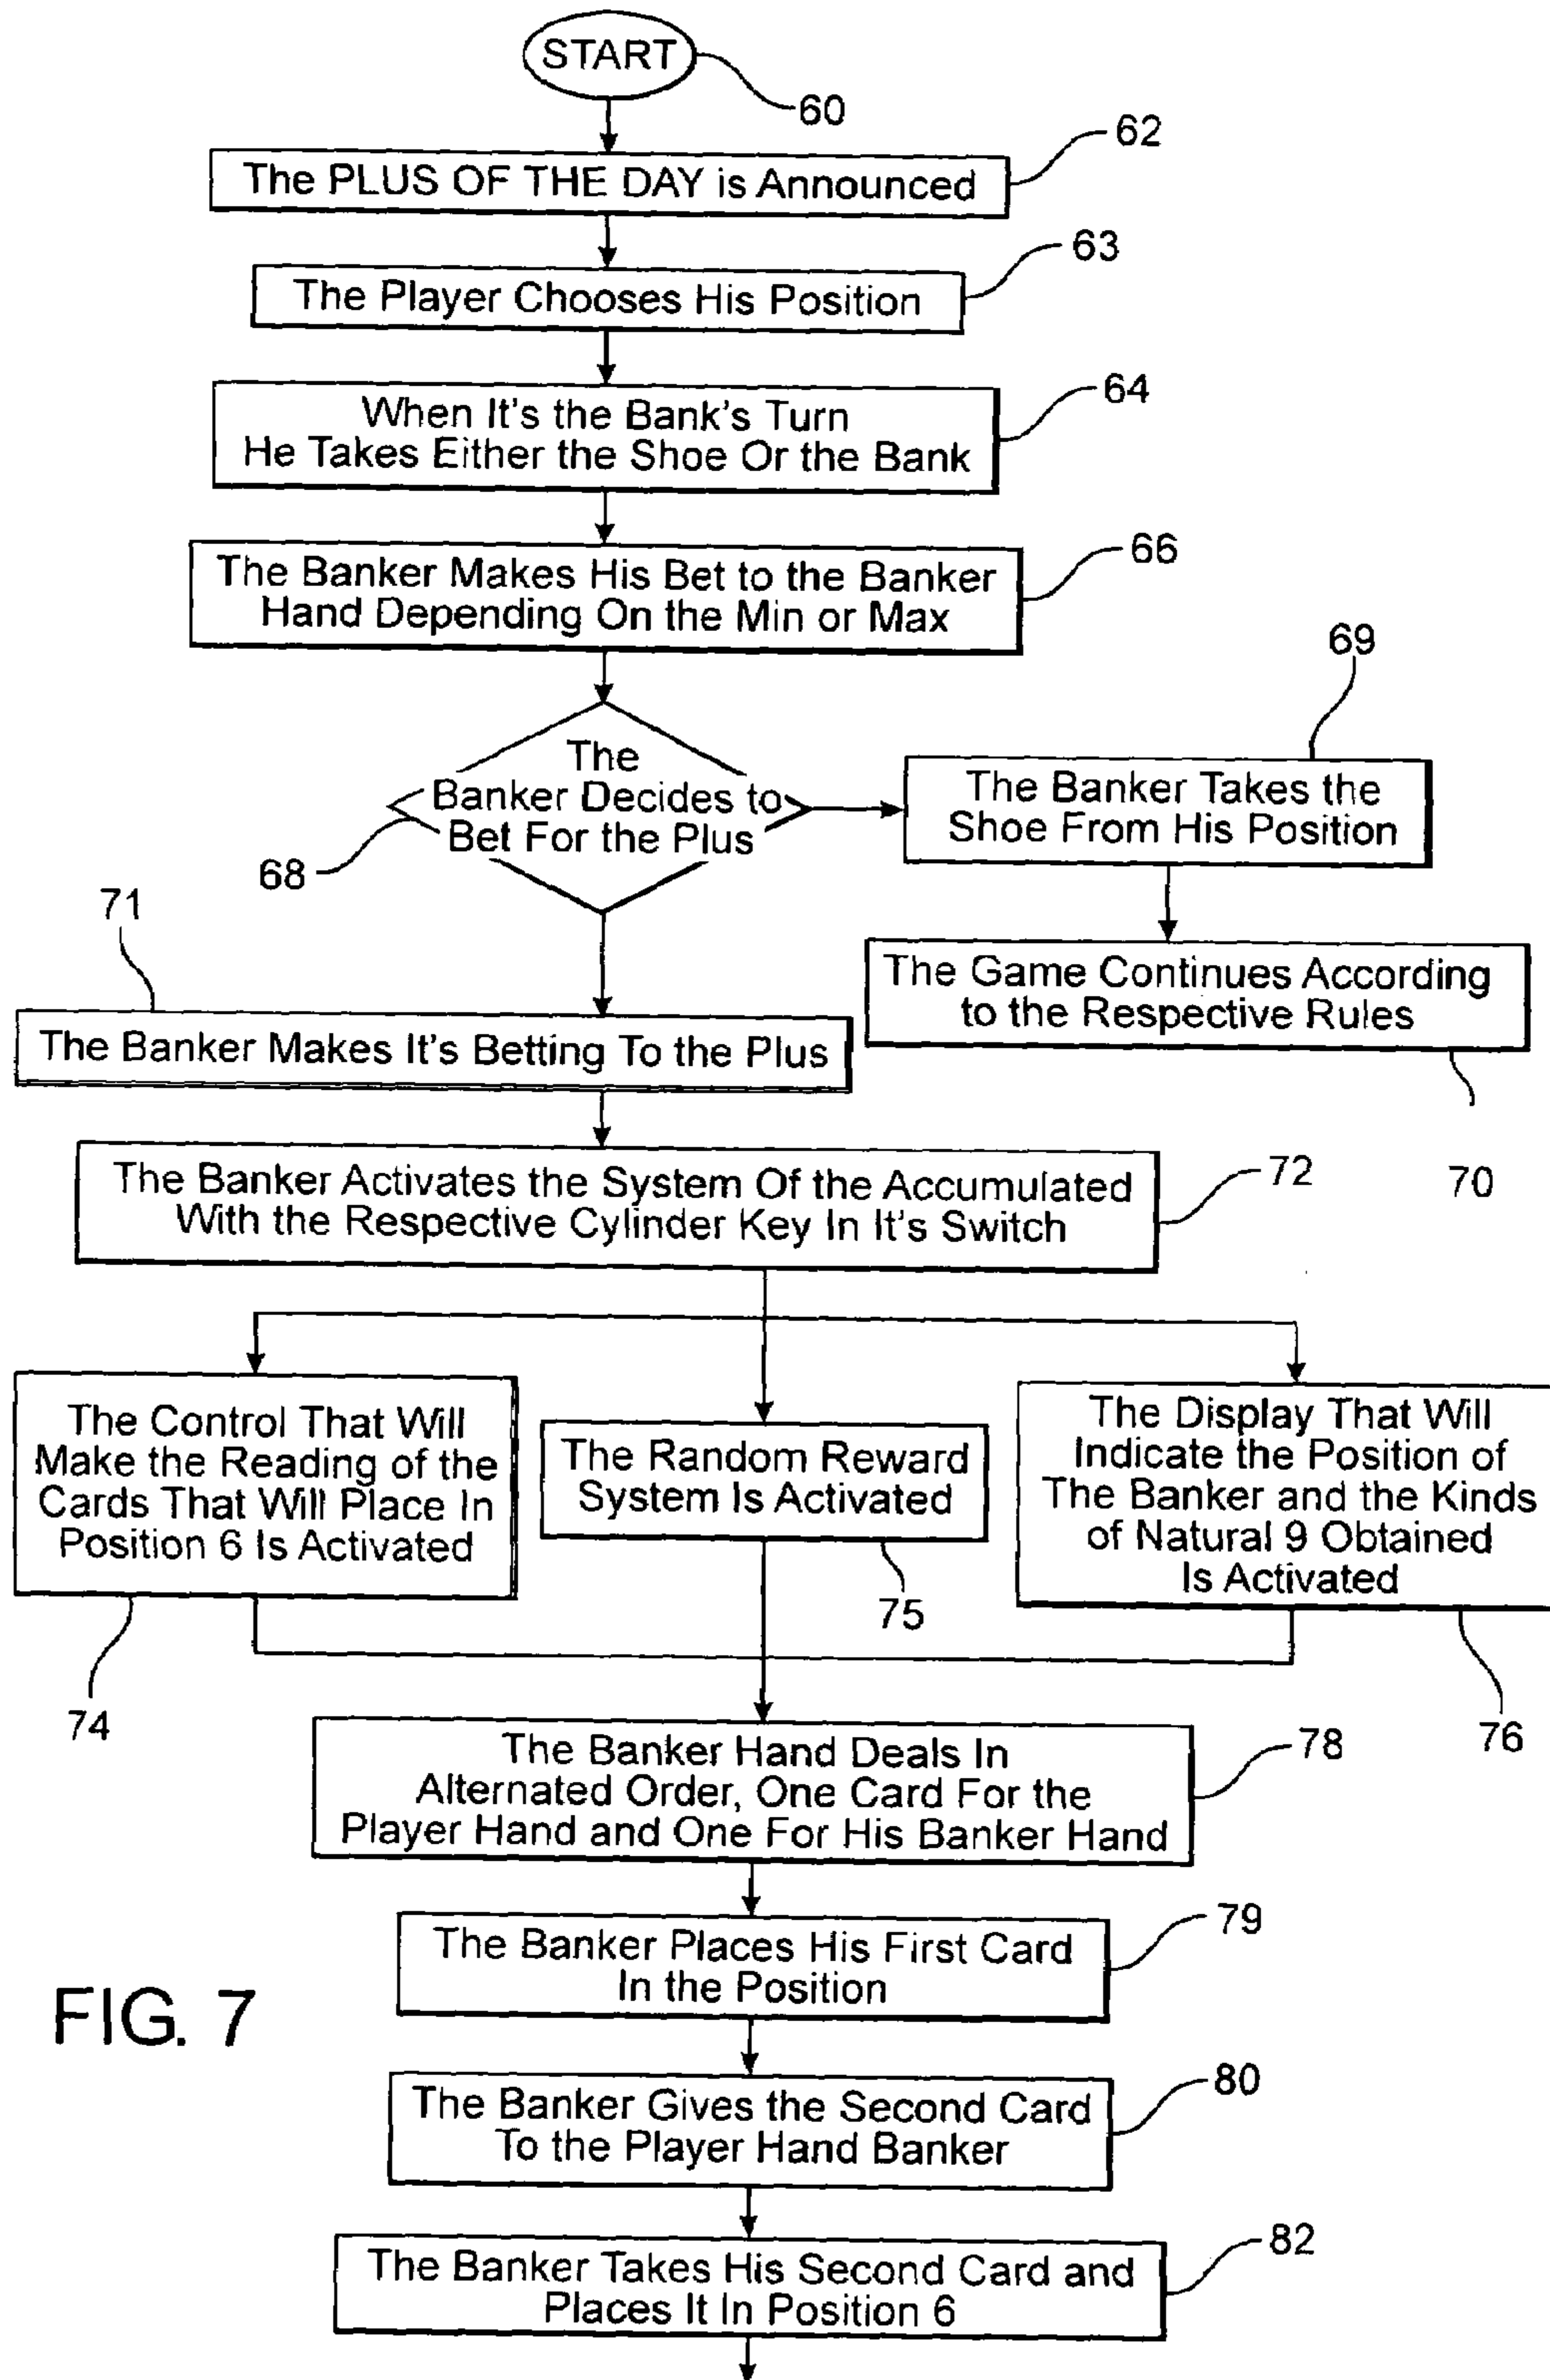 START
60
The PLUS OF THE DAY is Announced
62
The Player Chooses His Position
63
When It's the Bank's Turn
He Takes Either the Shoe Or the Bank
64
The Banker Makes His Bet to the Banker
Hand Depending On the Min or Max
66
The
Banker Decides to
Bet For the Plus
68
69
The Banker Takes the
Shoe From His Position
The Game Continues According
to the Respective Rules
70
71
The Banker Makes It's Betting To the Plus
The Banker Activates the System Of the Accumulated
With the Respective Cylinder Key In It's Switch
72
The Control That Will
Make the Reading of the
Cards That Will Place In
Position 6 Is Activated
74
The Random Reward
System Is Activated
75
The Display That Will
Indicate the Position of
The Banker and the Kinds
of Natural 9 Obtained
Is Activated
76
The Banker Hand Deals In
Alternated Order, One Card For the
Player Hand and One For His Banker Hand
78
The Banker Places His First Card
In the Position
79
FIG. 7
The Banker Gives the Second Card
To the Player Hand Banker
80
The Banker Takes His Second Card and
Places It In Position 6
82